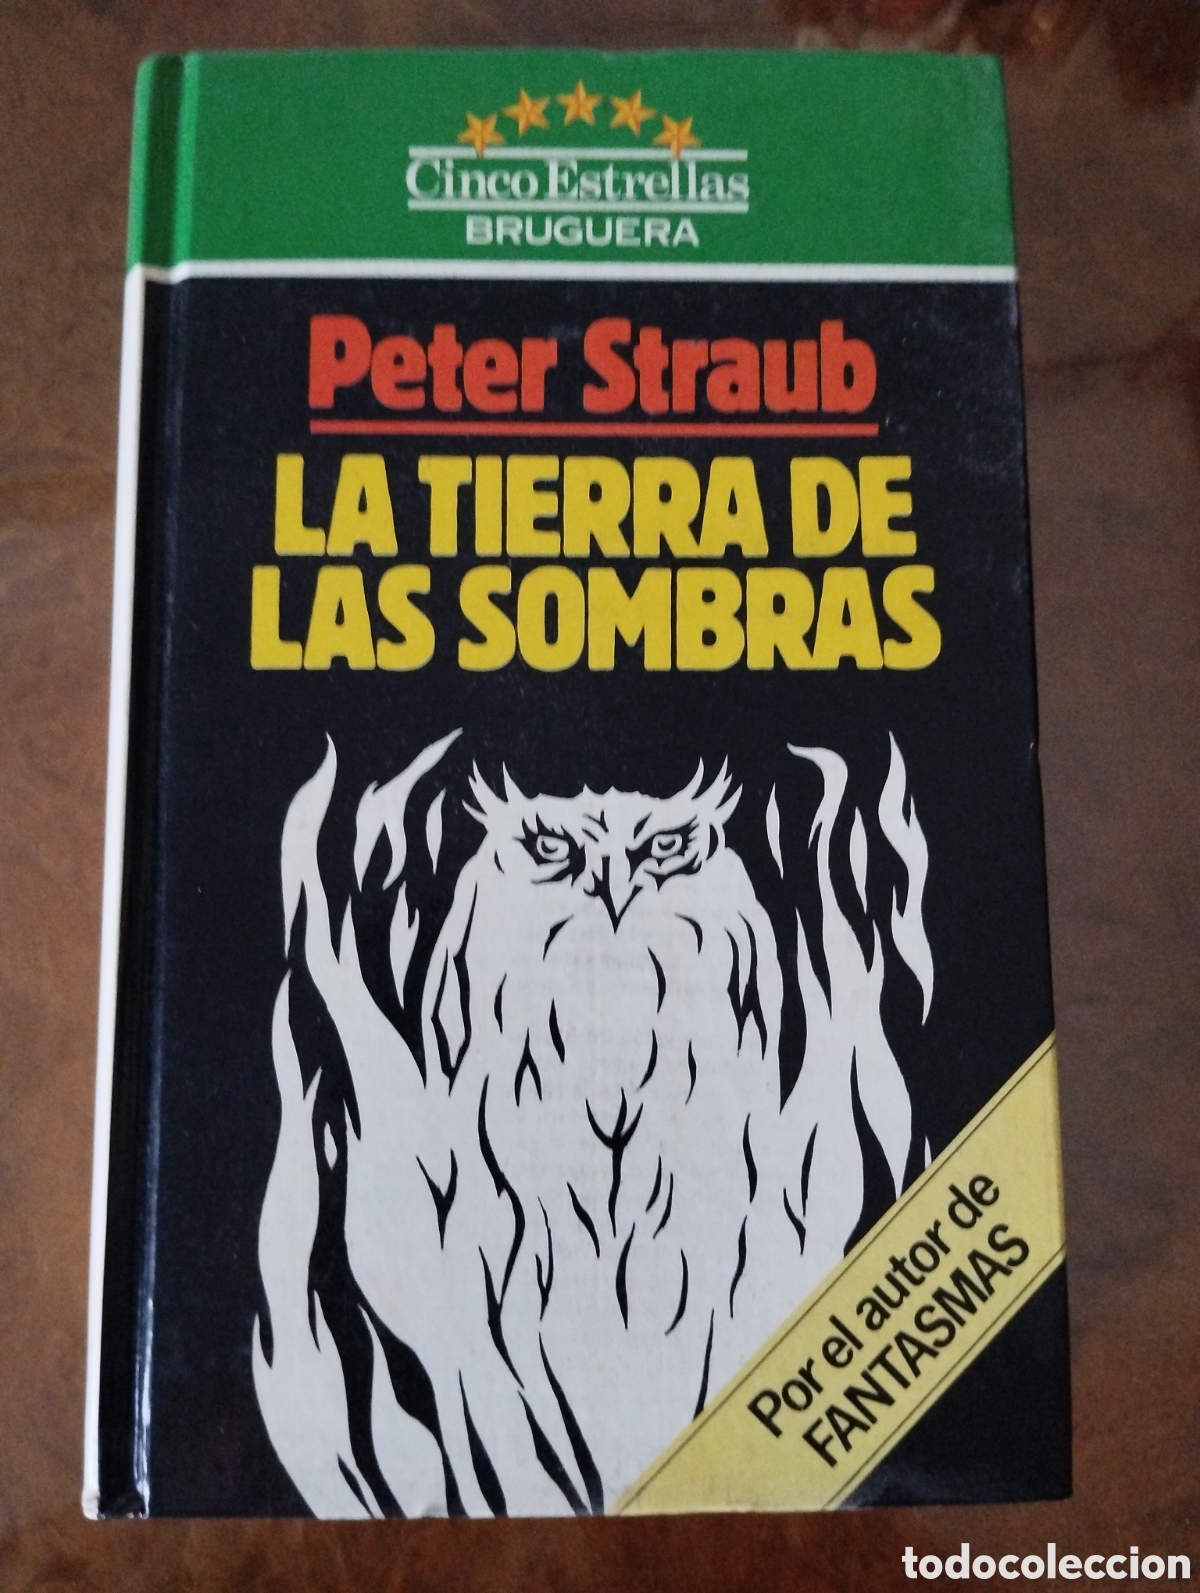 Cinco Estrellas
BRUGUERA
Peter Straub
LA TIERRA DE
LAS SOMBRAS
Por el autor de
FANTASMAS
todocoleccion